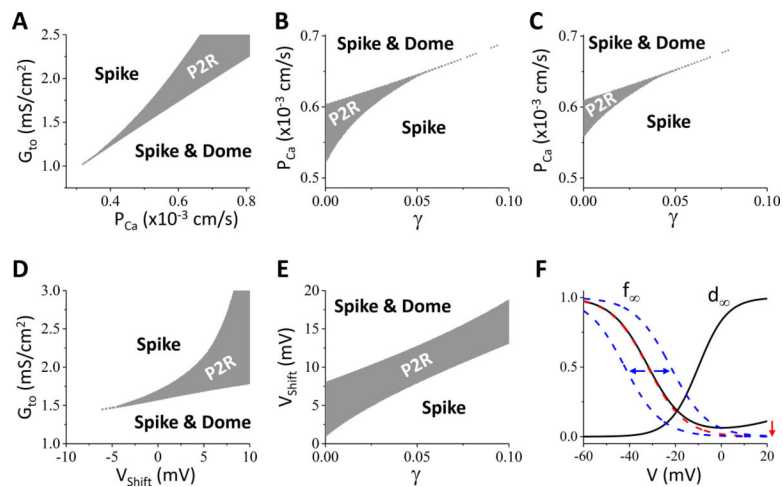 A
2.5
2.0
1.5
1.0
G_to (mS/cm2)
Spike
P2R
Spike & Dome
0.4 0.6 0.8
P_Ca (x10⁻³ cm/s)
B
0.7
0.6
0.5
P_Ca (x10⁻³ cm/s)
Spike & Dome
P2R
Spike
0.00 0.05 0.10
γ
C
0.7
0.6
0.5
P_Ca (x10⁻³ cm/s)
Spike & Dome
P2R
Spike
0.00 0.05 0.10
γ
D
3.0
2.5
2.0
1.5
1.0
G_to (mS/cm2)
Spike
P2R
Spike & Dome
-10 -5 0 5 10
V_Shift (mV)
E
20
15
10
5
0
V_Shift (mV)
Spike & Dome
P2R
Spike
0.00 0.05 0.10
γ
F
1.0
0.5
0.0
f∞ d∞
-60 -40 -20 0 20
V (mV)